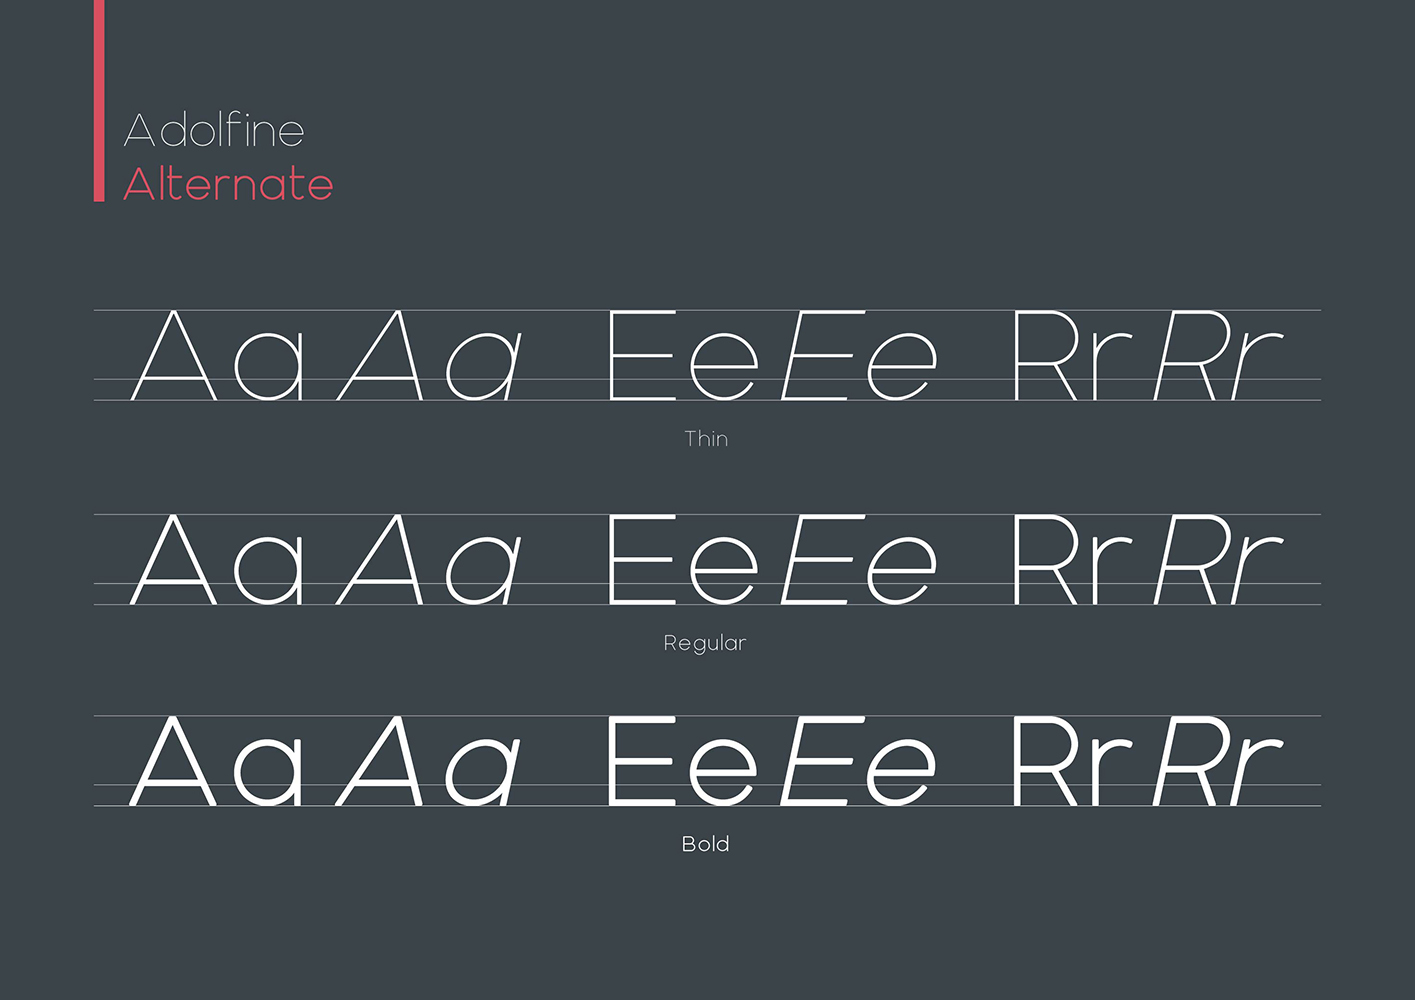 Adolfine
Alternate
Aa Aa Ee Ee Rr Rr
Thin
Aa Aa Ee Ee Rr Rr
Regular
Aa Aa Ee Ee Rr Rr
Bold